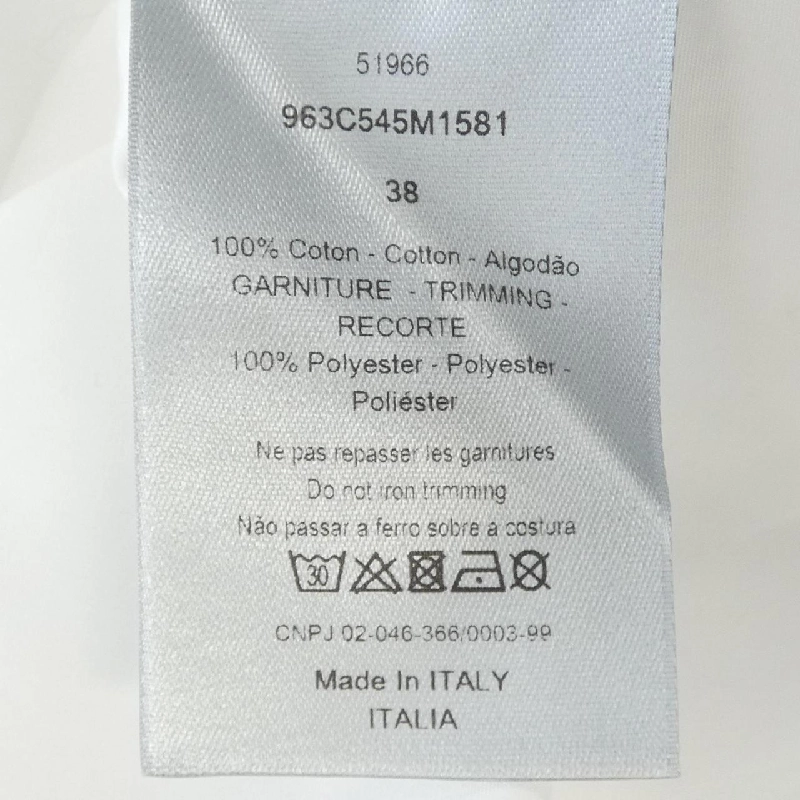 51966
963C545M1581
38
100% Coton - Cotton - Algodão
GARNITURE - TRIMMING -
RECORTE
100% Polyester - Polyester -
Poliéster
Ne pas repasser les garnitures
Do not iron trimming
Não passar a ferro sobre a costura
30
CNPJ 02-046-366/0003-99
Made In ITALY
ITALIA